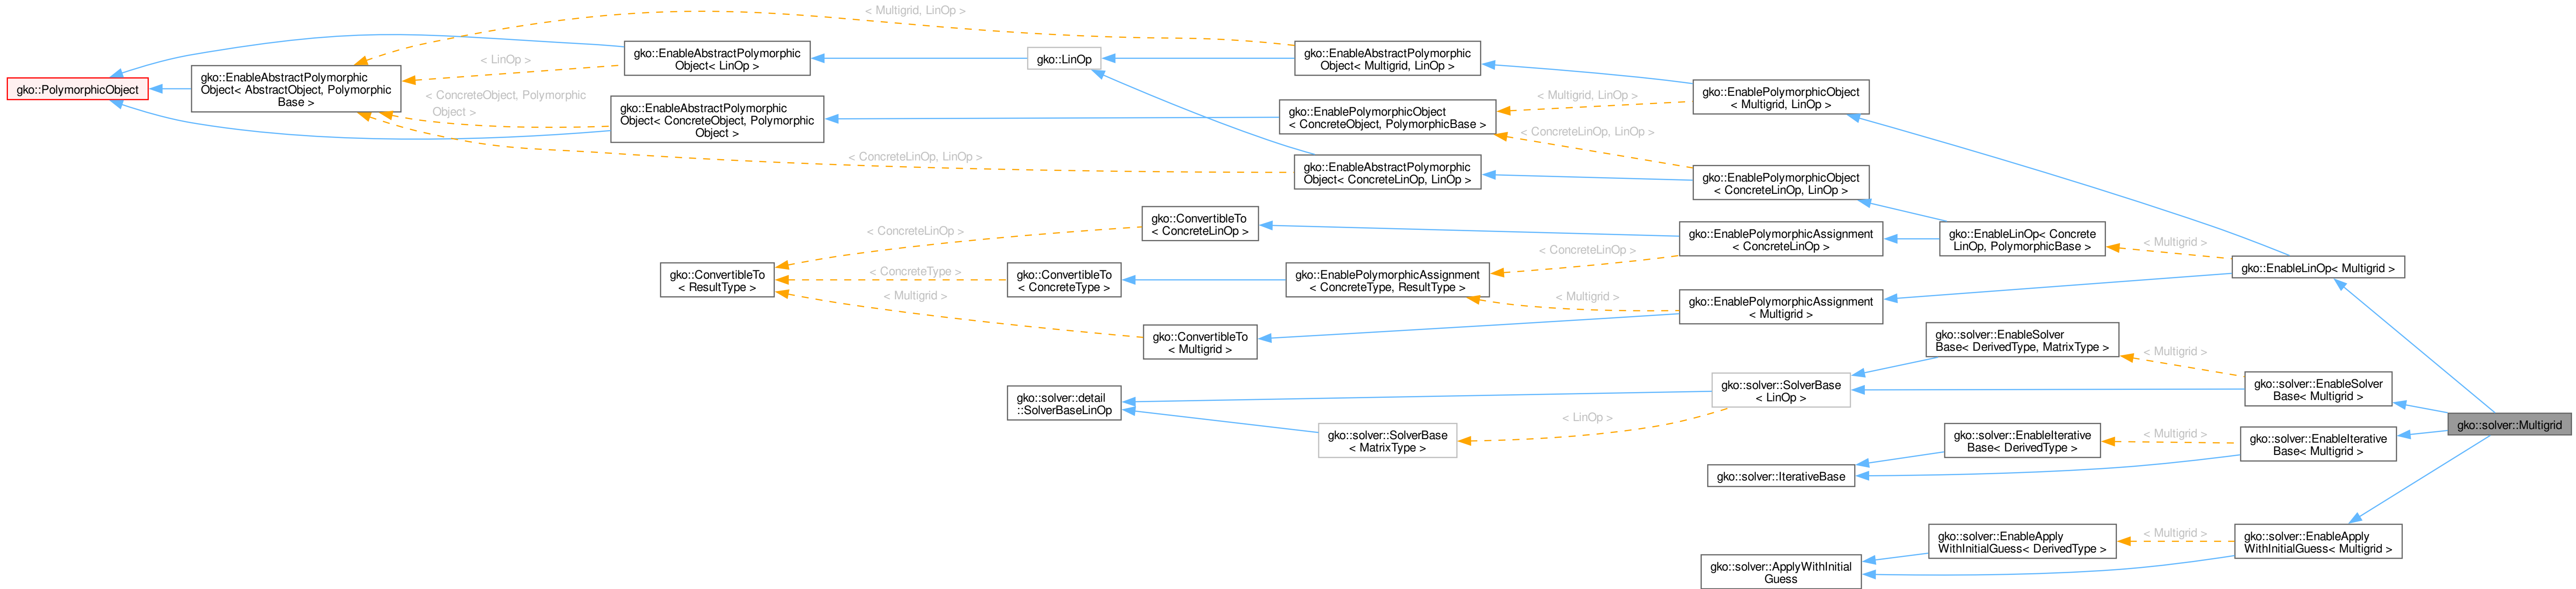 < Multigrid, LinOp >
gko::EnableAbstractPolymorphic
Object< LinOp >
gko::LinOp
gko::EnableAbstractPolymorphic
Object< Multigrid, LinOp >
< LinOp >
gko::PolymorphicObject
gko::EnableAbstractPolymorphic
Object< AbstractObject, Polymorphic
Base >
< ConcreteObject, Polymorphic
Object >
gko::EnableAbstractPolymorphic
Object< ConcreteObject, Polymorphic
Object >
gko::EnablePolymorphicObject
< ConcreteObject, PolymorphicBase >
< Multigrid, LinOp >
gko::EnablePolymorphicObject
< Multigrid, LinOp >
< ConcreteLinOp, LinOp >
< ConcreteLinOp, LinOp >
gko::EnableAbstractPolymorphic
Object< ConcreteLinOp, LinOp >
gko::EnablePolymorphicObject
< ConcreteLinOp, LinOp >
gko::ConvertibleTo
< ConcreteLinOp >
< ConcreteLinOp >
gko::EnablePolymorphicAssignment
< ConcreteLinOp >
gko::EnableLinOp< Concrete
LinOp, PolymorphicBase >
< Multigrid >
gko::EnableLinOp< Multigrid >
gko::ConvertibleTo
< ResultType >
< ConcreteType >
gko::ConvertibleTo
< ConcreteType >
gko::EnablePolymorphicAssignment
< ConcreteType, ResultType >
< ConcreteLinOp >
< Multigrid >
< Multigrid >
gko::EnablePolymorphicAssignment
< Multigrid >
gko::ConvertibleTo
< Multigrid >
gko::solver::EnableSolver
Base< DerivedType, MatrixType >
< Multigrid >
gko::solver::detail
::SolverBaseLinOp
gko::solver::SolverBase
< LinOp >
gko::solver::EnableSolver
Base< Multigrid >
< LinOp >
gko::solver::SolverBase
< MatrixType >
gko::solver::Multigrid
gko::solver::EnableIterative
Base< DerivedType >
< Multigrid >
gko::solver::EnableIterative
Base< Multigrid >
gko::solver::IterativeBase
gko::solver::EnableApply
WithInitialGuess< DerivedType >
< Multigrid >
gko::solver::EnableApply
WithInitialGuess< Multigrid >
gko::solver::ApplyWithInitial
Guess